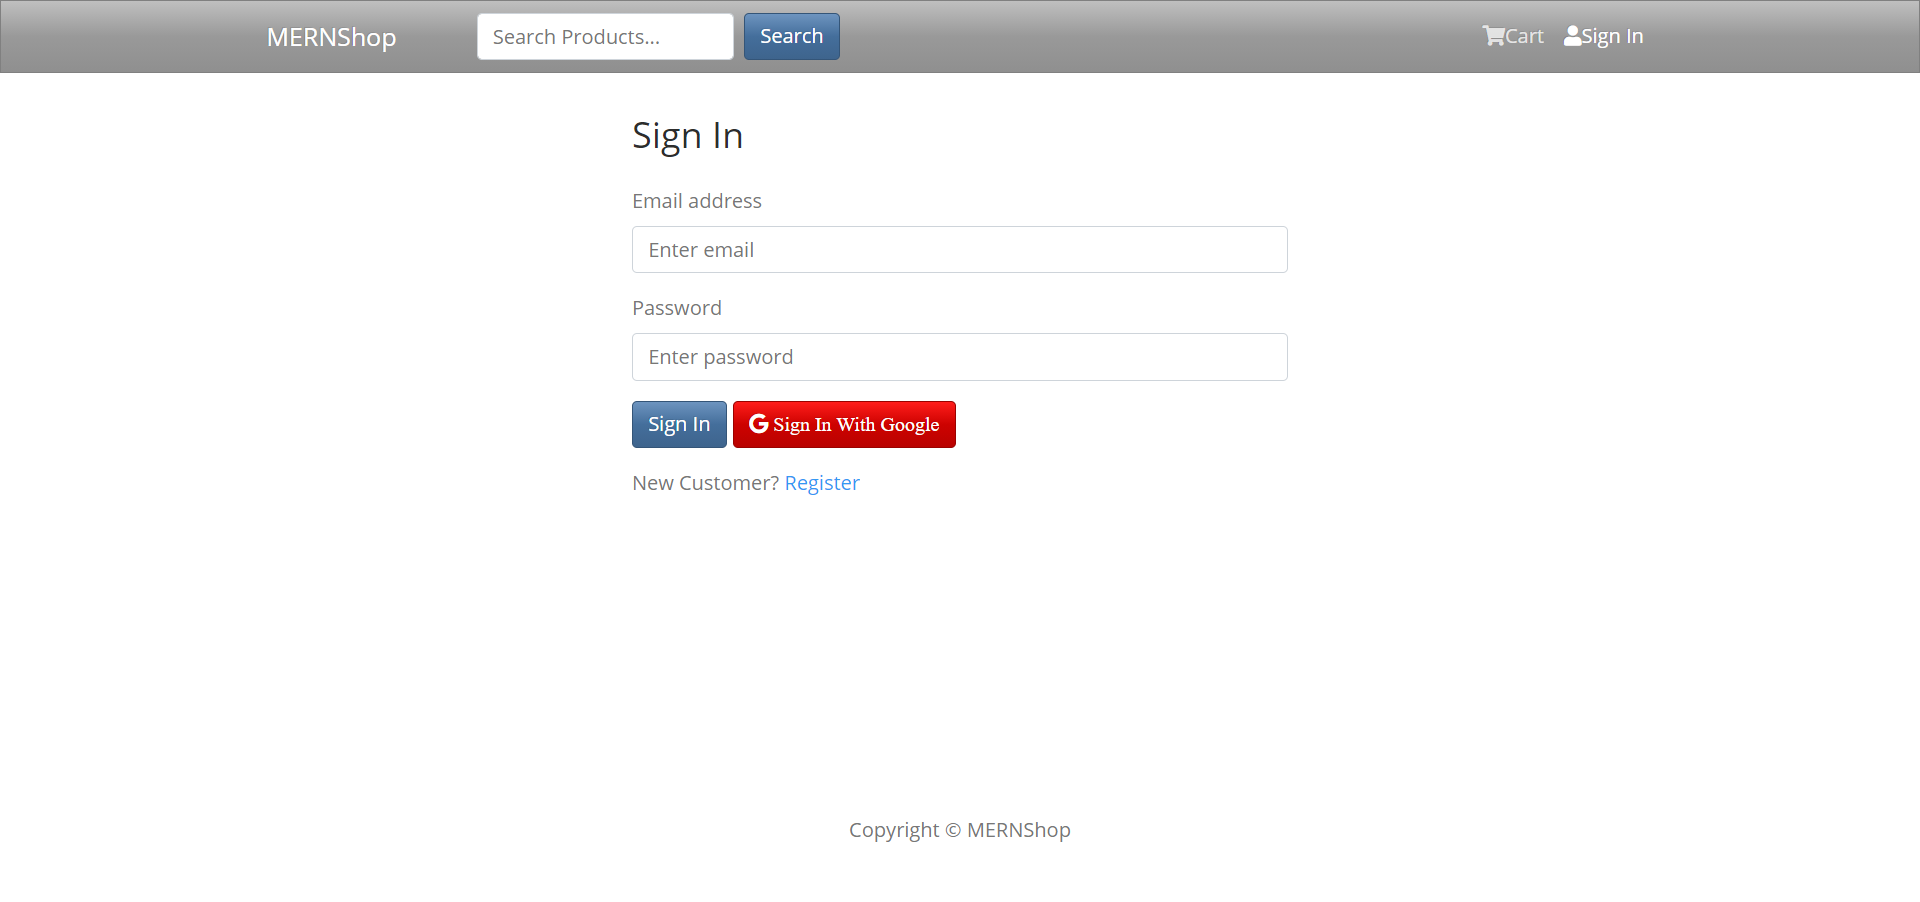 MERNShop Search Products... Search Cart Sign In
Sign In
Email address
Enter email
Password
Enter password
Sign In G Sign In With Google
New Customer? Register
Copyright © MERNShop